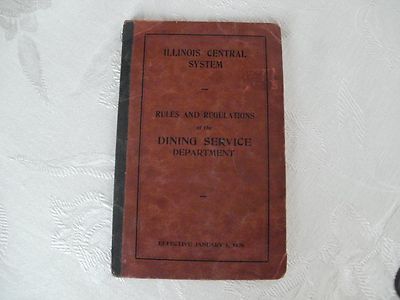 ILLINOIS CENTRAL
SYSTEM
RULES AND REGULATIONS
of the
DINING SERVICE
DEPARTMENT
EFFECTIVE JANUARY 1,